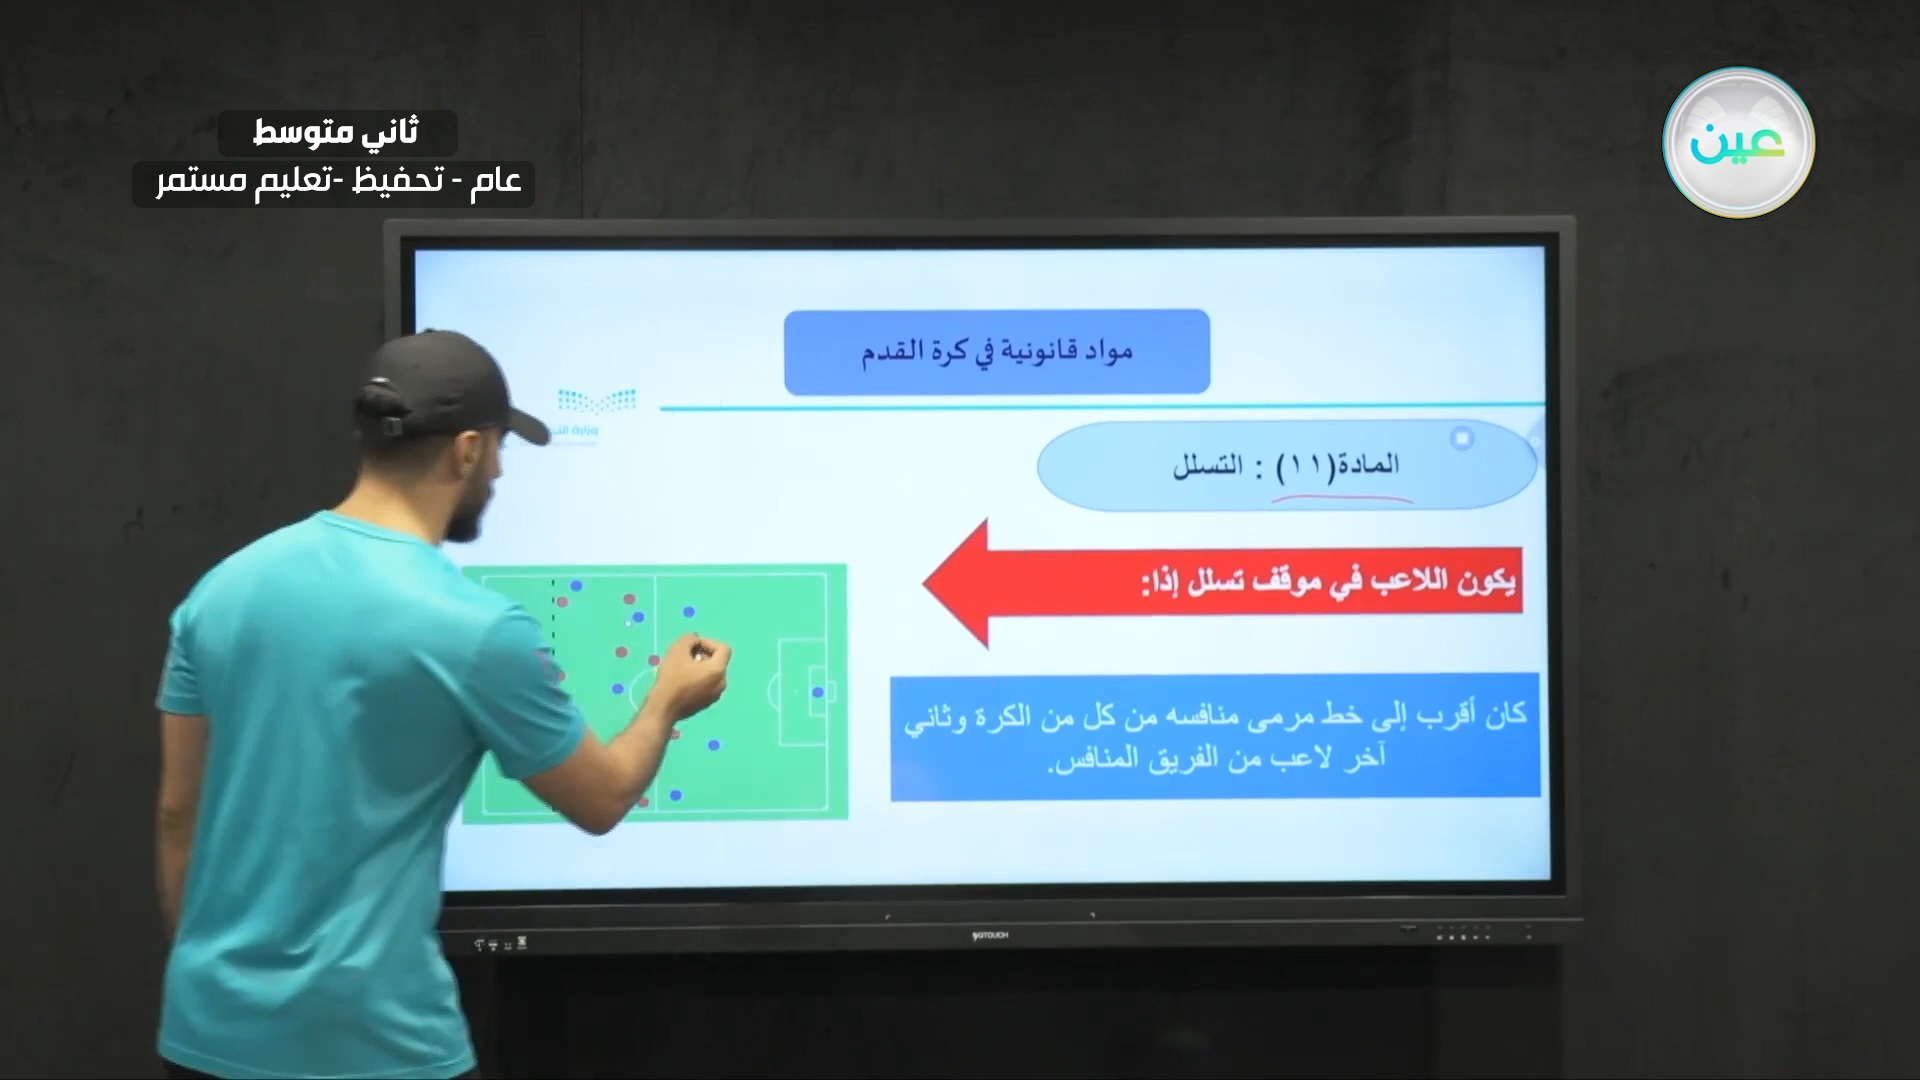 ثاني متوسط
عام - تحفيظ -تعليم مستمر
عين
مواد قانونية في كرة القدم
المادة(١١) : التسلل
يكون اللاعب في موقف تسلل إذا:
كان أقرب إلى خط مرمى منافسه من كل من الكرة وثاني
آخر لاعب من الفريق المنافس.